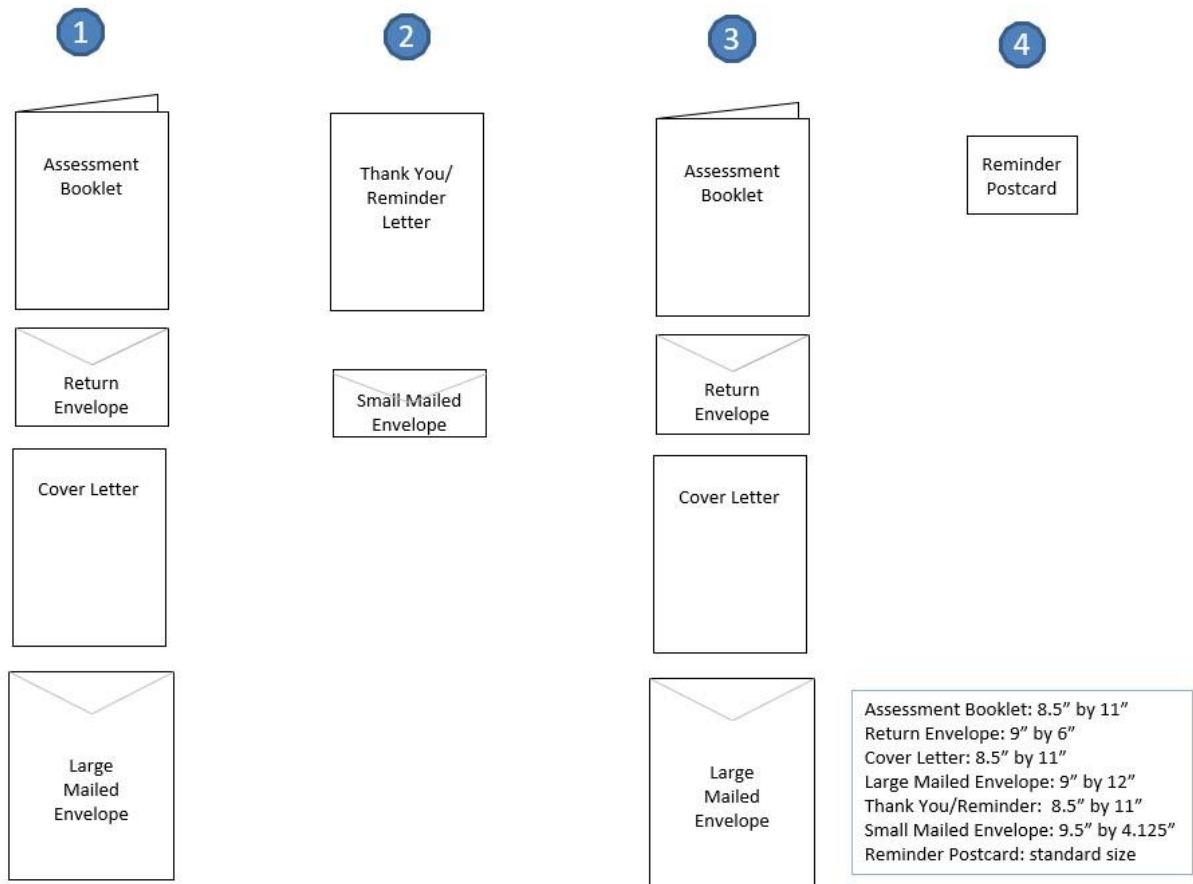 1
2
3
4
Assessment
Booklet
Return
Envelope
Cover Letter
Large
Mailed
Envelope
Thank You/
Reminder
Letter
Small Mailed
Envelope
Assessment
Booklet
Return
Envelope
Cover Letter
Large
Mailed
Envelope
Reminder
Postcard
Assessment Booklet: 8.5” by 11”
Return Envelope: 9” by 6”
Cover Letter: 8.5” by 11”
Large Mailed Envelope: 9” by 12”
Thank You/Reminder:  8.5” by 11”
Small Mailed Envelope: 9.5” by 4.125”
Reminder Postcard: standard size